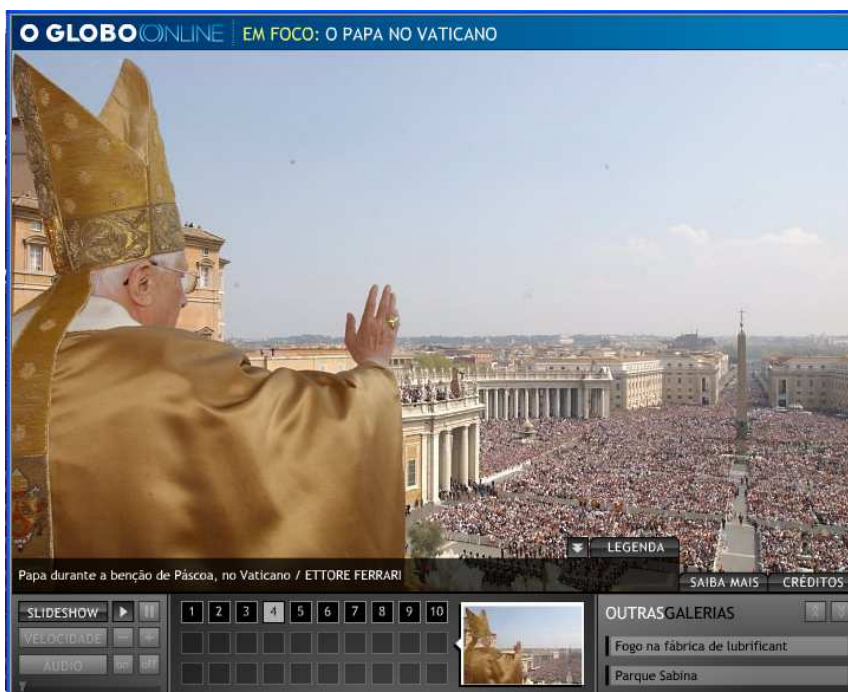 O GLOBO ONLINE EM FOCO: O PAPA NO VATICANO
LEGENDA
Papa durante a benção de Páscoa, no Vaticano / ETTORE FERRARI
SAIBA MAIS CRÉDITOS
SLIDESHOW
1 2 3 4 5 6 7 8 9 10
OUTRASGALERIAS
VELOCIDADE
Fogo na fábrica de lubrificant
AUDIO on off
Parque Sabina